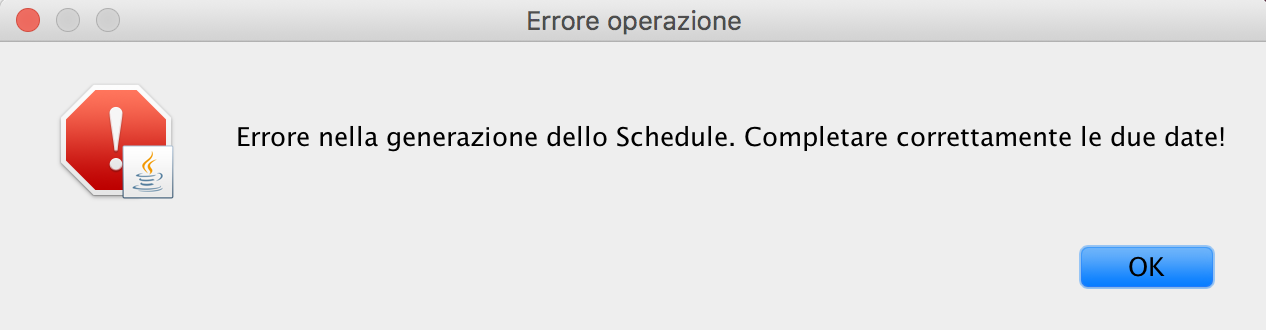 Errore operazione
Errore nella generazione dello Schedule. Completare correttamente le due date!
OK